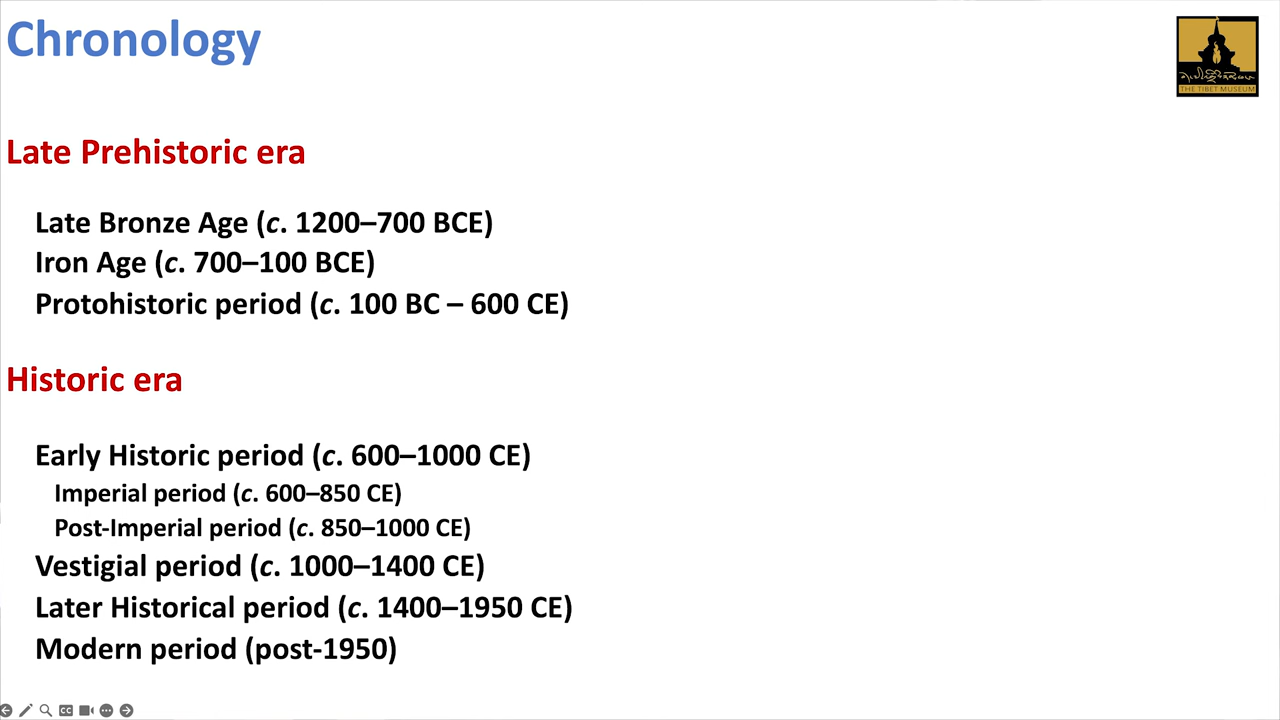 Chronology
THE TIBET MUSEUM
Late Prehistoric era
Late Bronze Age (c. 1200–700 BCE)
Iron Age (c. 700–100 BCE)
Protohistoric period (c. 100 BC – 600 CE)
Historic era
Early Historic period (c. 600–1000 CE)
Imperial period (c. 600–850 CE)
Post-Imperial period (c. 850–1000 CE)
Vestigial period (c. 1000–1400 CE)
Later Historical period (c. 1400–1950 CE)
Modern period (post-1950)
CC